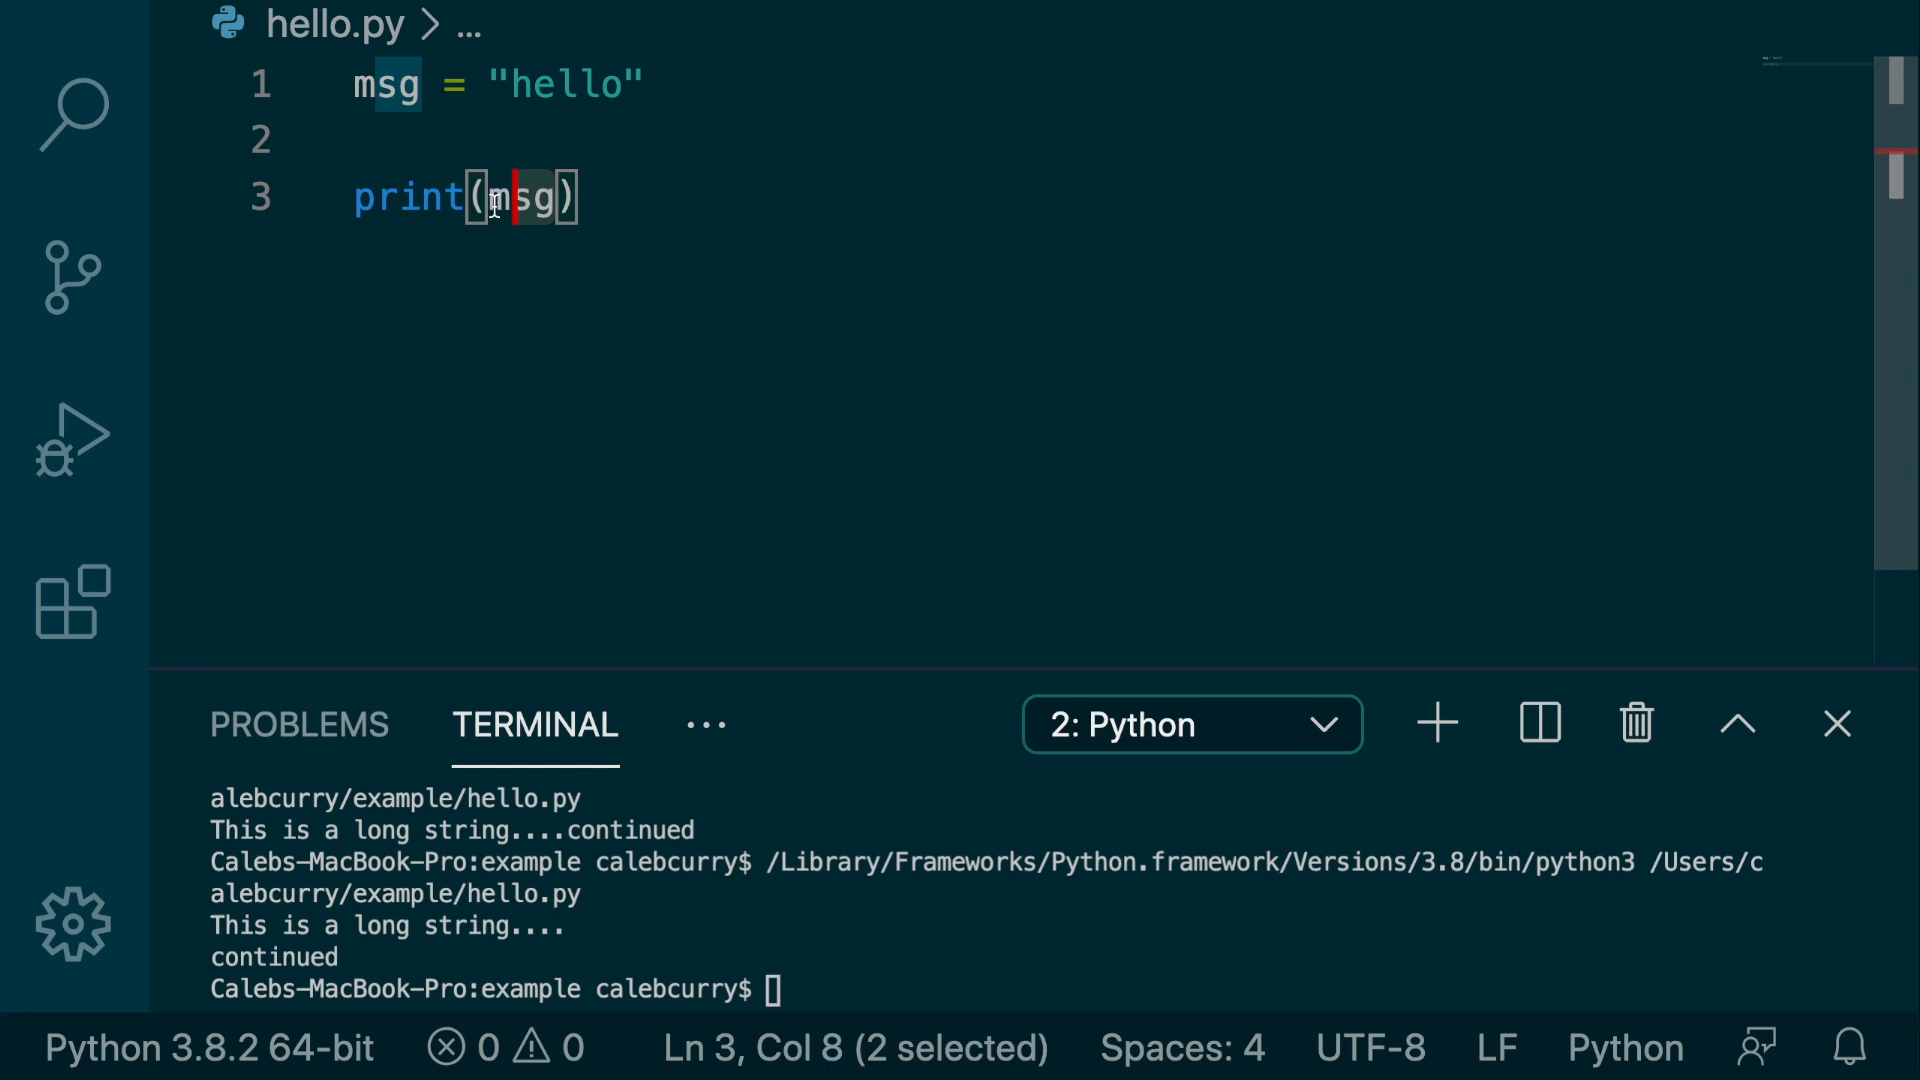 hello.py > ...
1 msg = "hello"
2
3 print(msg)
PROBLEMS TERMINAL ... 2: Python
alebcurry/example/hello.py
This is a long string....continued
Calebs-MacBook-Pro:example calebcurry$ /Library/Frameworks/Python.framework/Versions/3.8/bin/python3 /Users/c
alebcurry/example/hello.py
This is a long string....
continued
Calebs-MacBook-Pro:example calebcurry$
Python 3.8.2 64-bit 0 0 Ln 3, Col 8 (2 selected) Spaces: 4 UTF-8 LF Python